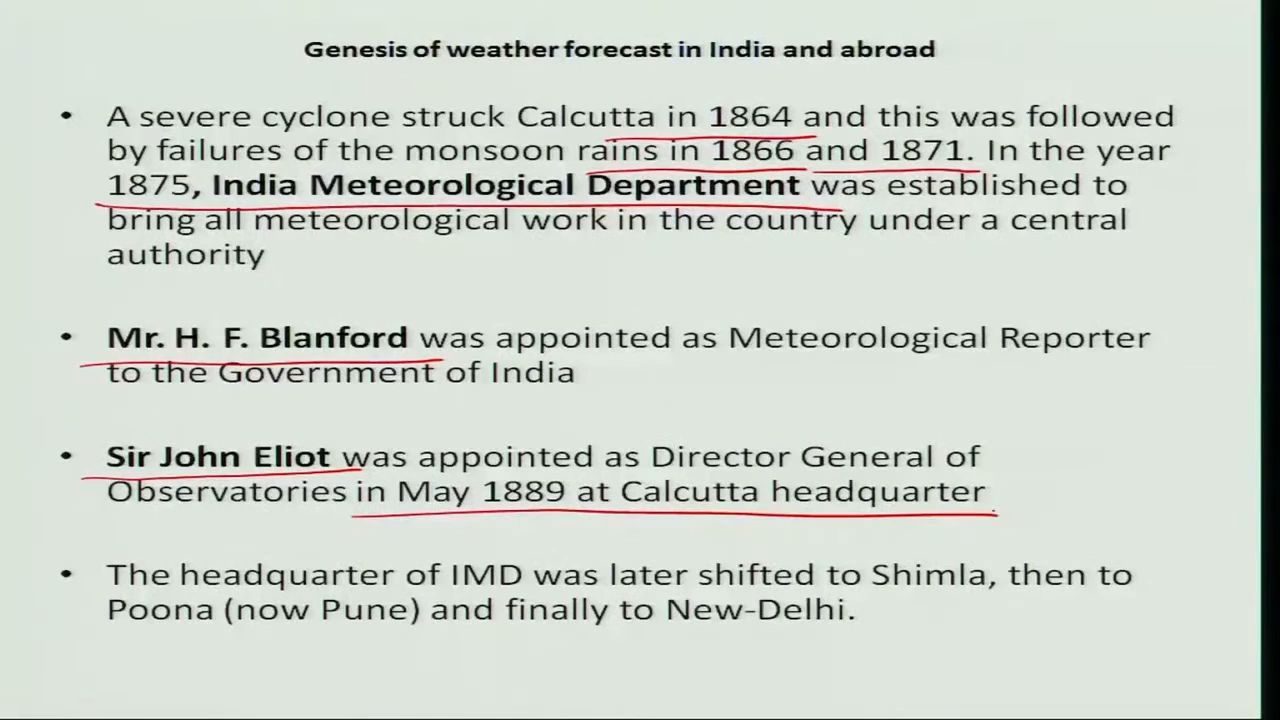 Genesis of weather forecast in India and abroad
• A severe cyclone struck Calcutta in 1864 and this was followed
by failures of the monsoon rains in 1866 and 1871. In the year
1875, India Meteorological Department was established to
bring all meteorological work in the country under a central
authority
• Mr. H. F. Blanford was appointed as Meteorological Reporter
to the Government of India
• Sir John Eliot was appointed as Director General of
Observatories in May 1889 at Calcutta headquarter
• The headquarter of IMD was later shifted to Shimla, then to
Poona (now Pune) and finally to New-Delhi.